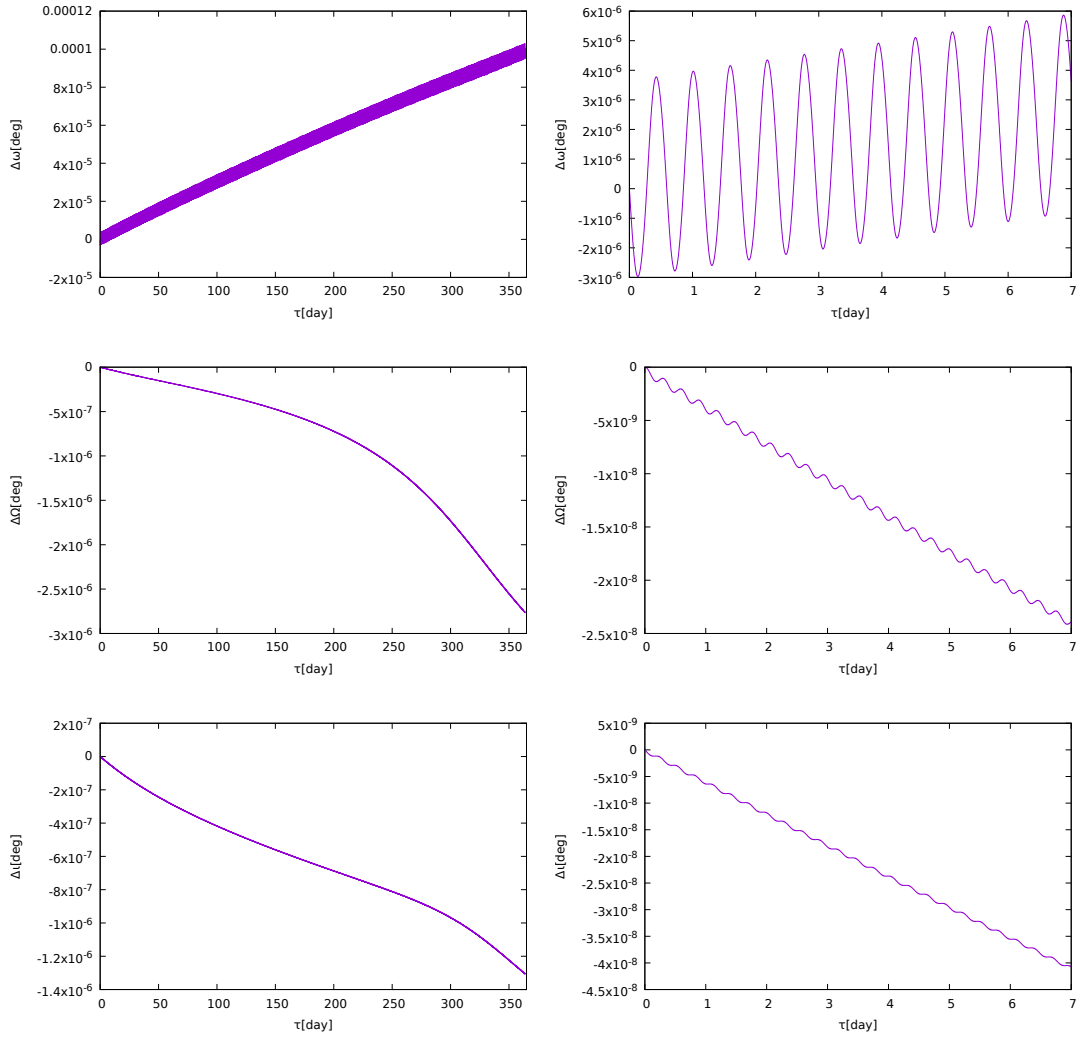 0.00012
0.0001
8x10⁻⁵
6x10⁻⁵
4x10⁻⁵
2x10⁻⁵
0
-2x10⁻⁵
Δω[deg]
0 50 100 150 200 250 300 350
τ[day]
6x10⁻⁶
5x10⁻⁶
4x10⁻⁶
3x10⁻⁶
2x10⁻⁶
1x10⁻⁶
0
-1x10⁻⁶
-2x10⁻⁶
-3x10⁻⁶
Δω[deg]
0 1 2 3 4 5 6 7
τ[day]
0
-5x10⁻⁷
-1x10⁻⁶
-1.5x10⁻⁶
-2x10⁻⁶
-2.5x10⁻⁶
-3x10⁻⁶
ΔΩ[deg]
0 50 100 150 200 250 300 350
τ[day]
0
-5x10⁻⁹
-1x10⁻⁸
-1.5x10⁻⁸
-2x10⁻⁸
-2.5x10⁻⁸
ΔΩ[deg]
0 1 2 3 4 5 6 7
τ[day]
2x10⁻⁷
0
-2x10⁻⁷
-4x10⁻⁷
-6x10⁻⁷
-8x10⁻⁷
-1x10⁻⁶
-1.2x10⁻⁶
-1.4x10⁻⁶
Δι[deg]
0 50 100 150 200 250 300 350
τ[day]
5x10⁻⁹
0
-5x10⁻⁹
-1x10⁻⁸
-1.5x10⁻⁸
-2x10⁻⁸
-2.5x10⁻⁸
-3x10⁻⁸
-3.5x10⁻⁸
-4x10⁻⁸
-4.5x10⁻⁸
Δι[deg]
0 1 2 3 4 5 6 7
τ[day]